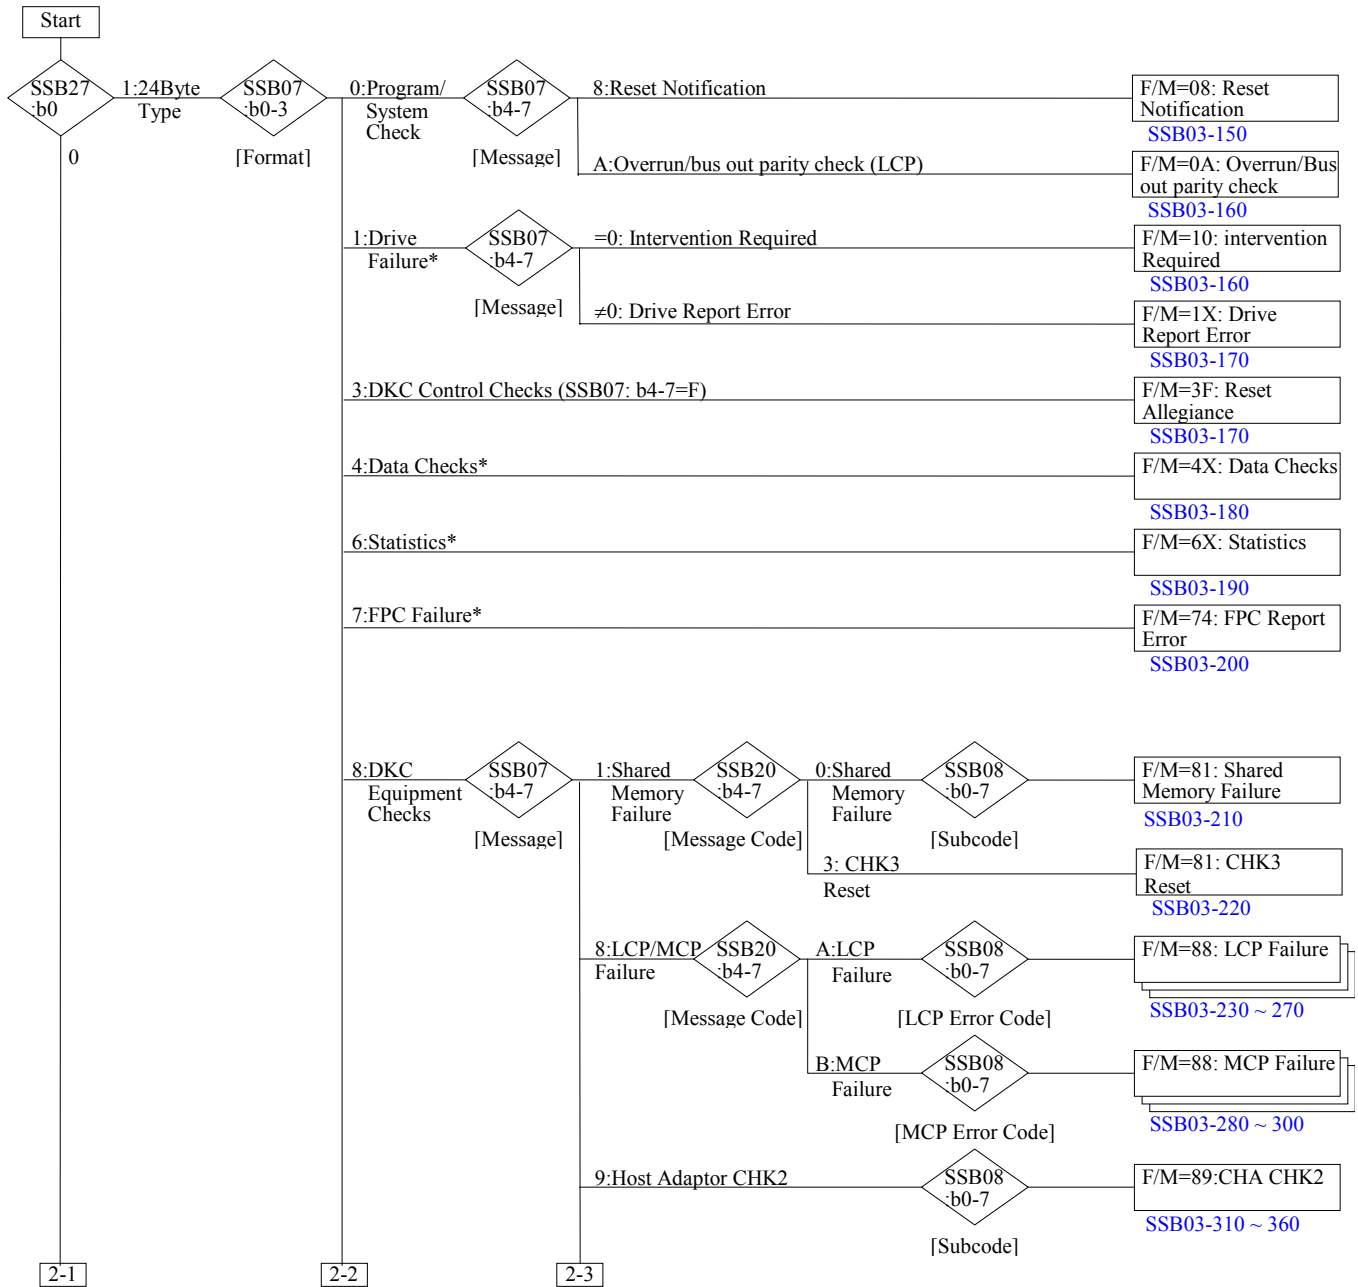 Start
SSB27
:b0
1:24Byte
Type
0
SSB07
:b0-3
[Format]
0:Program/
System
Check
SSB07
:b4-7
[Message]
8:Reset Notification
F/M=08: Reset
Notification
SSB03-150
A:Overrun/bus out parity check (LCP)
F/M=0A: Overrun/Bus
out parity check
SSB03-160
1:Drive
Failure*
SSB07
:b4-7
[Message]
=0: Intervention Required
F/M=10: intervention
Required
SSB03-160
≠0: Drive Report Error
F/M=1X: Drive
Report Error
SSB03-170
3:DKC Control Checks (SSB07: b4-7=F)
F/M=3F: Reset
Allegiance
SSB03-170
4:Data Checks*
F/M=4X: Data Checks
SSB03-180
6:Statistics*
F/M=6X: Statistics
SSB03-190
7:FPC Failure*
F/M=74: FPC Report
Error
SSB03-200
8:DKC
Equipment
Checks
SSB07
:b4-7
[Message]
1:Shared
Memory
Failure
SSB20
:b4-7
[Message Code]
0:Shared
Memory
Failure
SSB08
:b0-7
[Subcode]
F/M=81: Shared
Memory Failure
SSB03-210
3: CHK3
Reset
F/M=81: CHK3
Reset
SSB03-220
8:LCP/MCP
Failure
SSB20
:b4-7
[Message Code]
A:LCP
Failure
SSB08
:b0-7
[LCP Error Code]
F/M=88: LCP Failure
SSB03-230 ~ 270
B:MCP
Failure
SSB08
:b0-7
[MCP Error Code]
F/M=88: MCP Failure
SSB03-280 ~ 300
9:Host Adaptor CHK2
SSB08
:b0-7
[Subcode]
F/M=89:CHA CHK2
SSB03-310 ~ 360
2-1
2-2
2-3